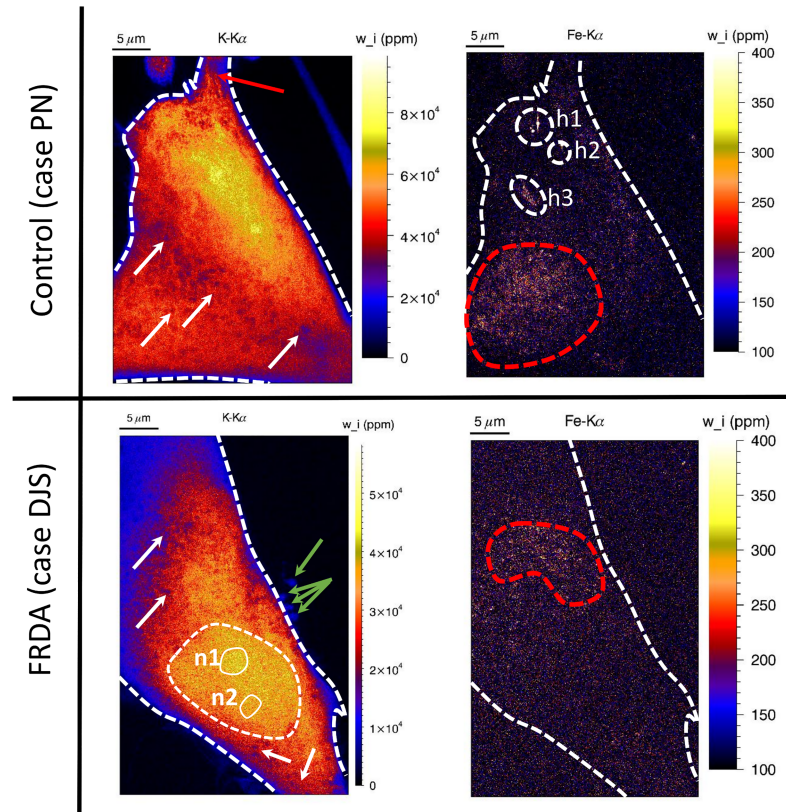 Control (case PN)
5 μm
K-Kα
w_i (ppm)
8×10⁴
6×10⁴
4×10⁴
2×10⁴
0
5 μm
Fe-Kα
w_i (ppm)
h1
h2
h3
400
350
300
250
200
150
100
FRDA (case DJS)
5 μm
K-Kα
w_i (ppm)
n1
n2
5×10⁴
4×10⁴
3×10⁴
2×10⁴
1×10⁴
0
5 μm
Fe-Kα
w_i (ppm)
400
350
300
250
200
150
100